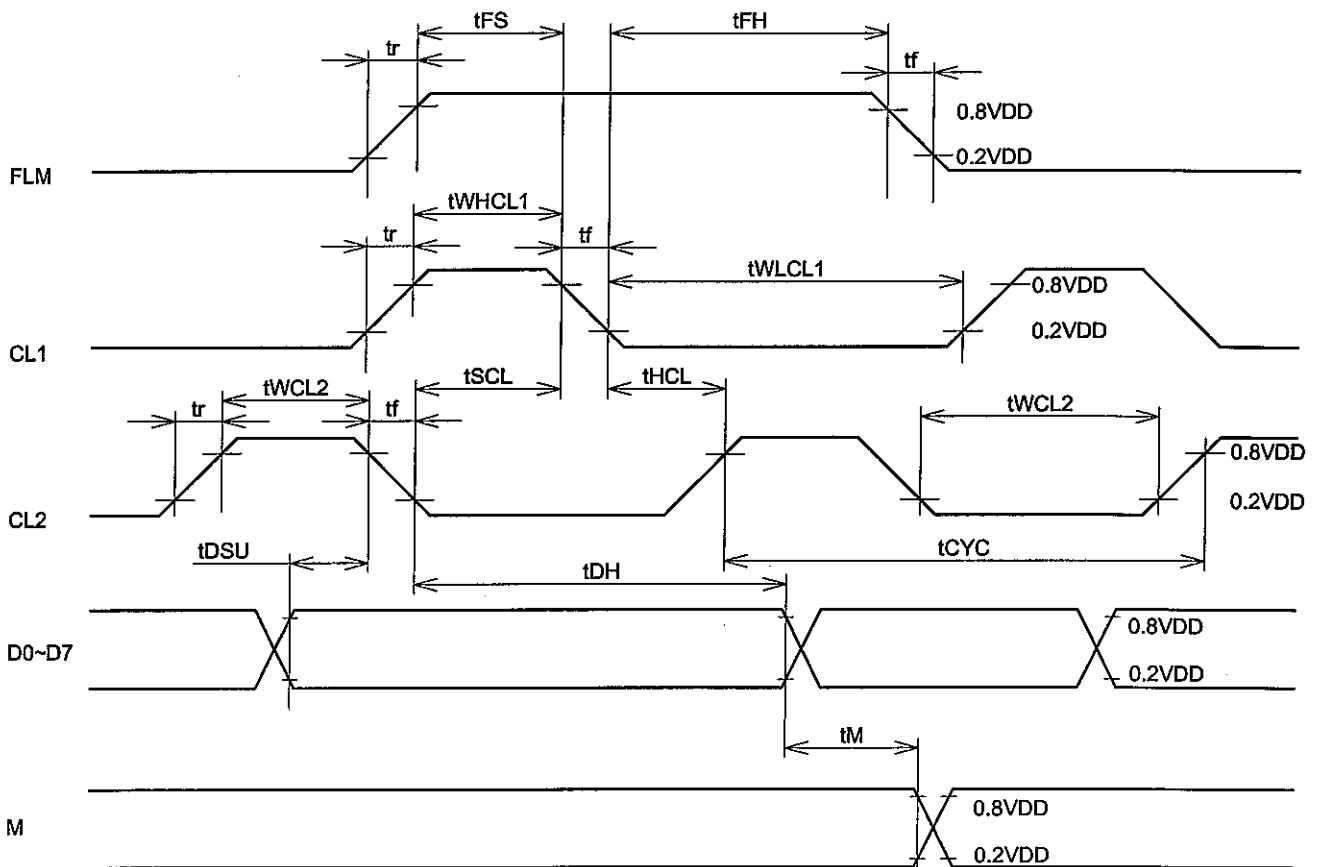 tFS tFH
tr tf
0.8VDD
0.2VDD
FLM
tWHCL1
tr tf
tWLCL1
0.8VDD
0.2VDD
CL1
tSCL tHCL
tWCL2
tr tf
tWCL2
0.8VDD
0.2VDD
CL2
tDSU tCYC
tDH
0.8VDD
D0~D7
0.2VDD
tM
0.8VDD
M
0.2VDD